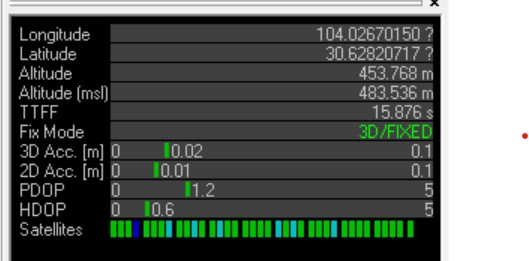 Longitude 104.02670150 ?
Latitude 30.62820717 ?
Altitude 453.768 m
Altitude (msl) 483.536 m
TTFF 15.876 s
Fix Mode 3D/FIXED
3D Acc. [m] 0 0.02 0.1
2D Acc. [m] 0 0.01 0.1
PDOP 0 1.2 5
HDOP 0 0.6 5
Satellites